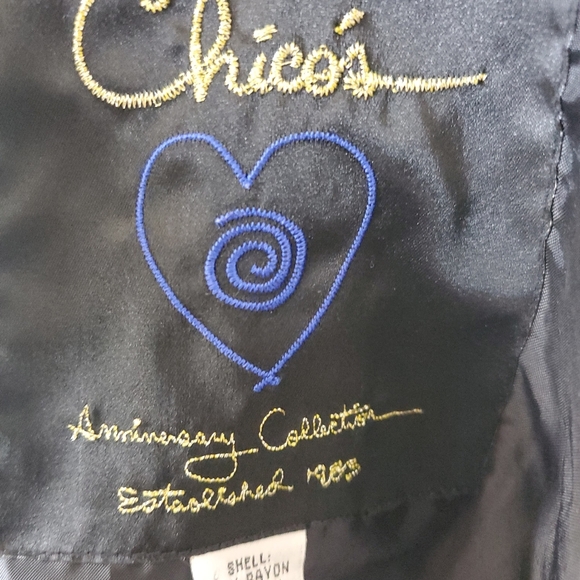 Chico's
Anniversary Collection
Established 1983
SHELL:
RAYON